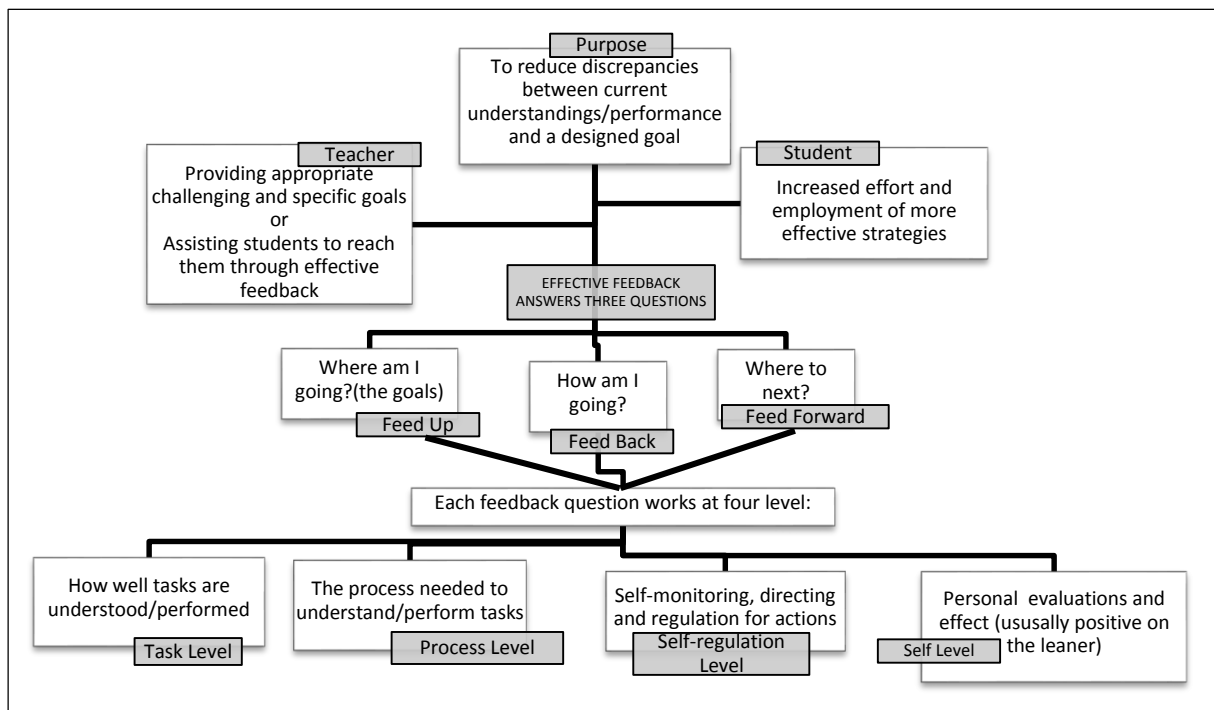 Purpose
To reduce discrepancies
between current
understandings/performance
and a designed goal
Teacher
Providing appropriate
challenging and specific goals
or
Assisting students to reach
them through effective
feedback
Student
Increased effort and
employment of more
effective strategies
EFFECTIVE FEEDBACK
ANSWERS THREE QUESTIONS
Where am I
going?(the goals)
Feed Up
How am I
going?
Feed Back
Where to
next?
Feed Forward
Each feedback question works at four level:
How well tasks are
understood/performed
Task Level
The process needed to
understand/perform tasks
Process Level
Self-monitoring, directing
and regulation for actions
Self-regulation
Level
Personal evaluations and
effect (ususally positive on
the leaner)
Self Level